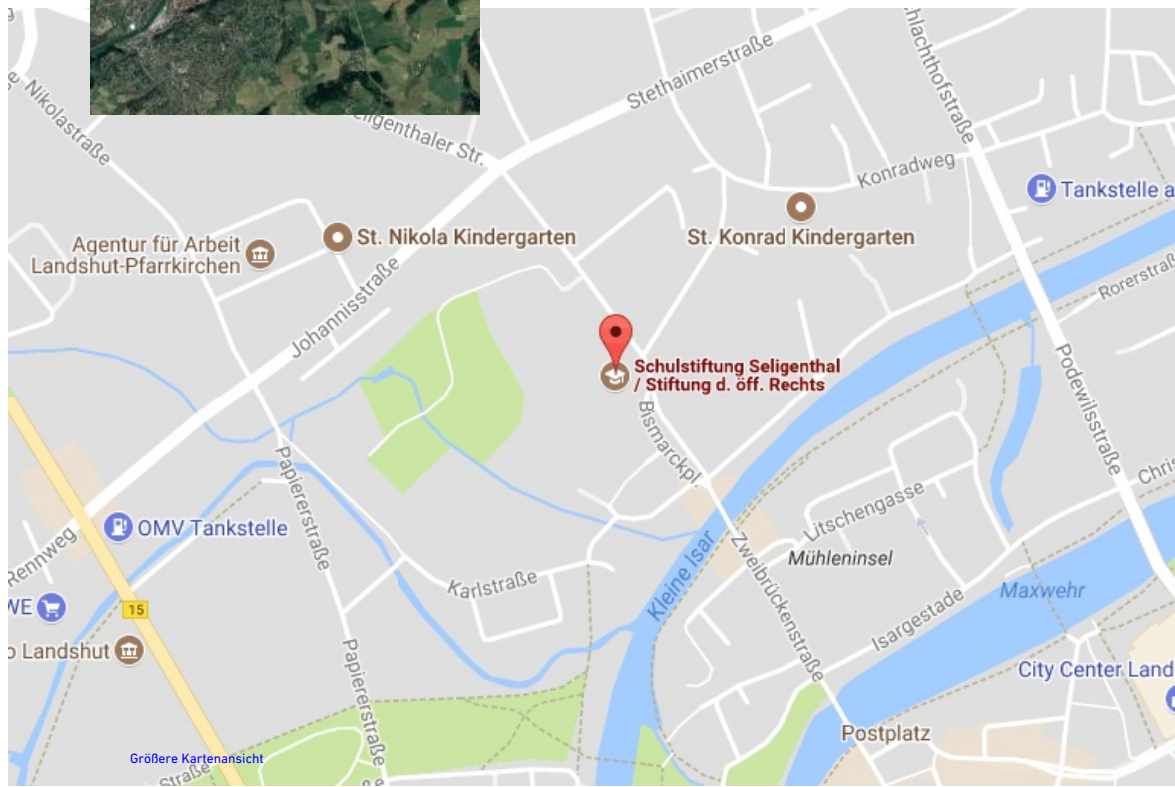 Schlachthofstraße
Stethaimerstraße
Nikolastraße
Seligenthaler Str.
Konradweg
Tankstelle a
St. Nikola Kindergarten
St. Konrad Kindergarten
Agentur für Arbeit
Landshut-Pfarrkirchen
Johannisstraße
Rorerstraß
Schulstiftung Seligenthal
/ Stiftung d. öff. Rechts
Bismarckpl.
Podewilsstraße
Papiererstraße
Chris
Litschengasse
OMV Tankstelle
Rennweg
Zweibrückenstraße
Mühleninsel
Kleine Isar
Karlstraße
Maxwehr
WE
15
Isargestade
Landshut
Papiererstraße
City Center Land
Postplatz
Größere Kartenansicht
Straße